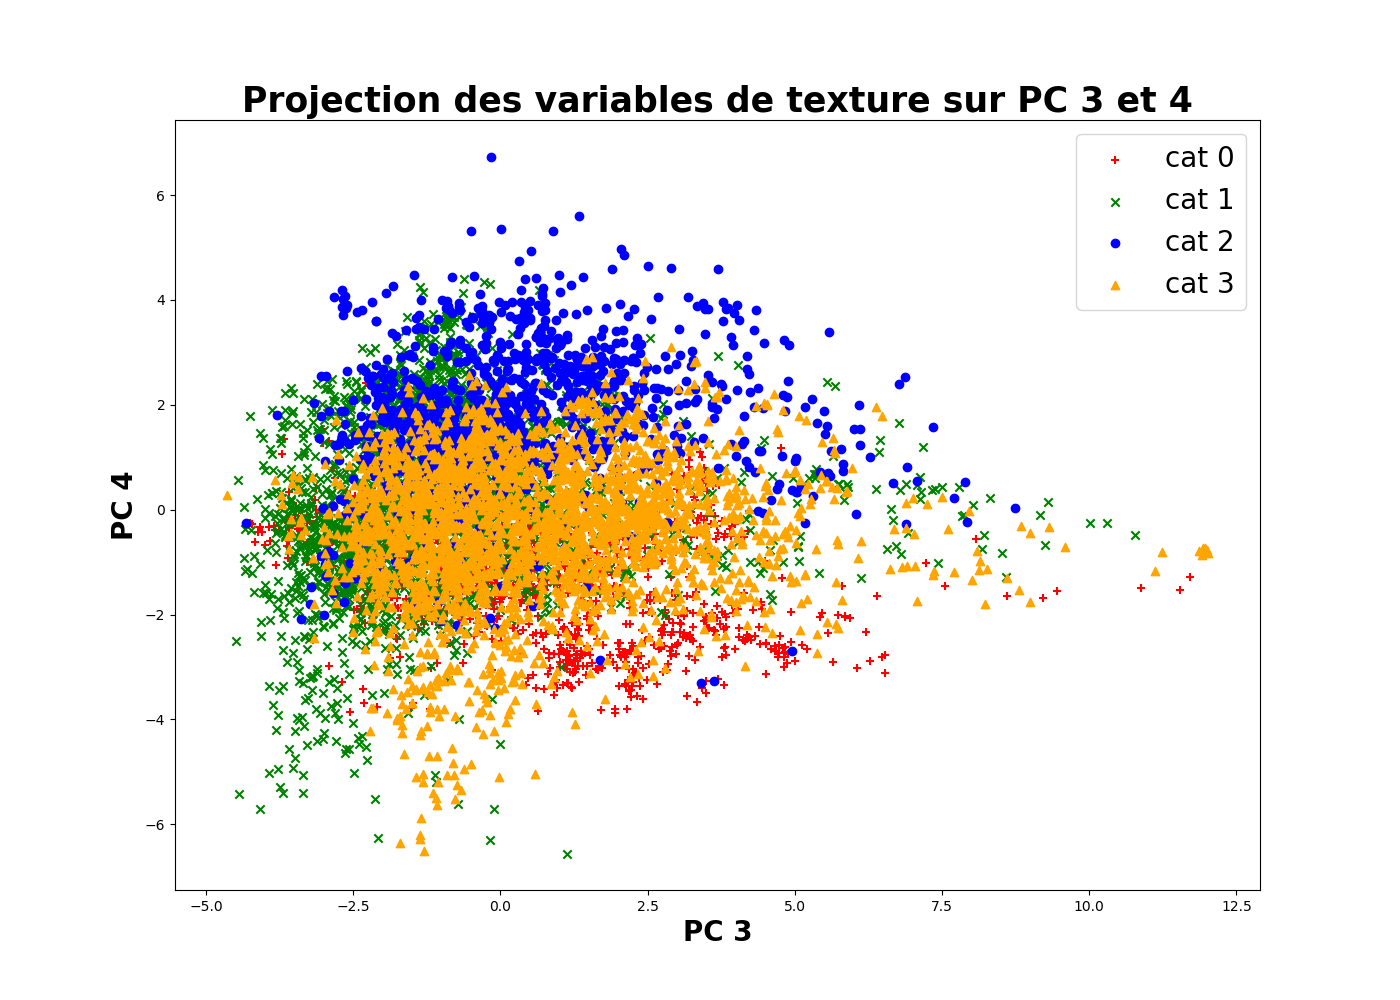 Projection des variables de texture sur PC 3 et 4
cat 0
cat 1
cat 2
cat 3
6
4
2
0
−2
−4
−6
PC 4
−5.0 −2.5 0.0 2.5 5.0 7.5 10.0 12.5
PC 3